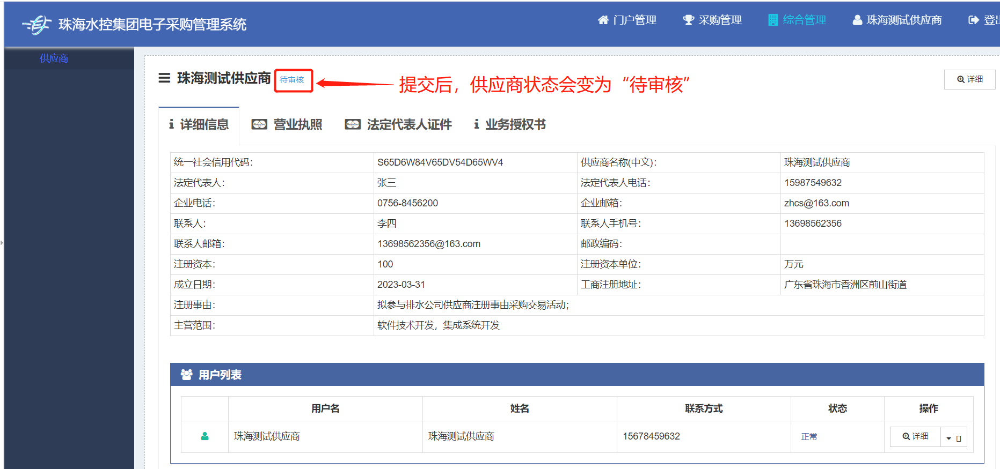 珠海水控集团电子采购管理系统
门户管理 采购管理 综合管理 珠海测试供应商 登出
供应商
珠海测试供应商 待审核 提交后，供应商状态会变为“待审核” 详细
详细信息 营业执照 法定代表人证件 业务授权书
统一社会信用代码： S65D6W84V65DV54D65WV4 供应商名称(中文)： 珠海测试供应商
法定代表人： 张三 法定代表人电话： 15987549632
企业电话： 0756-8456200 企业邮箱： zhcs@163.com
联系人： 李四 联系人手机号： 13698562356
联系人邮箱： 13698562356@163.com 邮政编码：
注册资本： 100 注册资本单位： 万元
成立日期： 2023-03-31 工商注册地址： 广东省珠海市香洲区前山街道
注册事由： 拟参与排水公司供应商注册事由采购交易活动；
主营范围： 软件技术开发，集成系统开发
用户列表
用户名 姓名 联系方式 状态 操作
珠海测试供应商 珠海测试供应商 15678459632 正常 详细